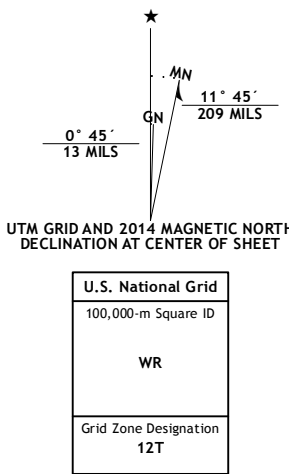 ★
MN
GN
11° 45´
209 MILS
0° 45´
13 MILS
UTM GRID AND 2014 MAGNETIC NORTH
DECLINATION AT CENTER OF SHEET
U.S. National Grid
100,000-m Square ID
WR
Grid Zone Designation
12T